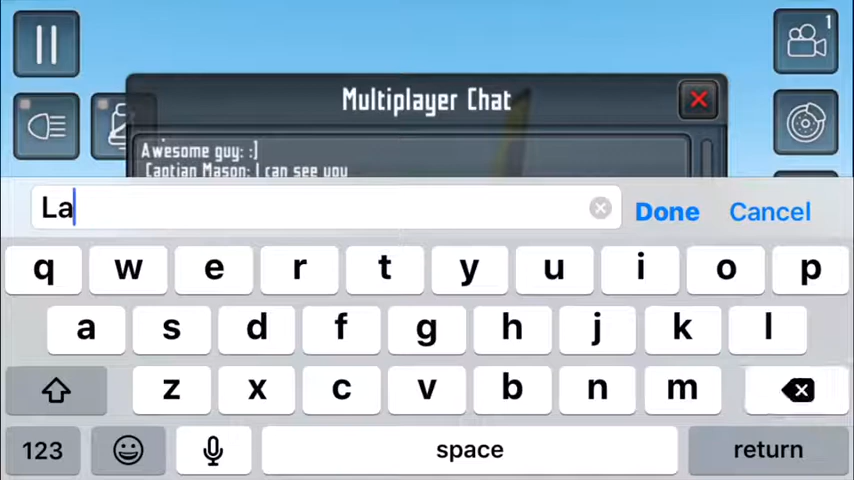 1
Multiplayer Chat
Awesome guy: :]
Captian Mason: I can see you
La
Done
Cancel
q w e r t y u i o p
a s d f g h j k l
z x c v b n m
123 space return